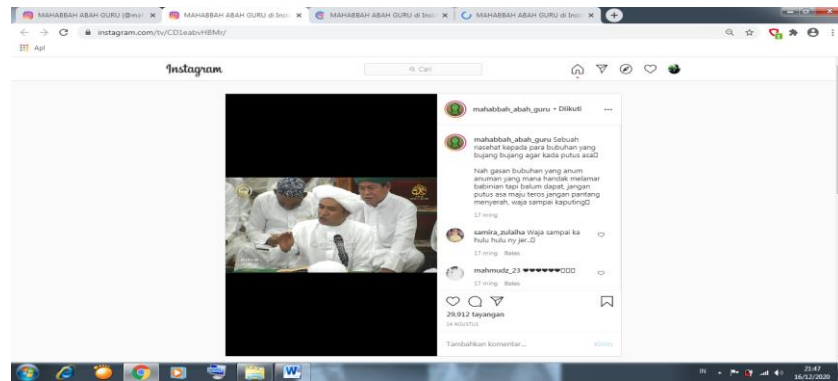 MAHABBAH ABAH GURU (@mal
MAHABBAH ABAH GURU di Inst
MAHABBAH ABAH GURU di Inst
MAHABBAH ABAH GURU di Inst
instagram.com/tv/CD1eabvHBMr/
Apl
Instagram
Cari
mahabbah_abah_guru • Diikuti
mahabbah_abah_guru Sebuah
nasehat kepada para bubuhan yang
bujang bujang agar kada putus asa
Nah gasan bubuhan yang anum
anuman yang mana handak melamar
babinian tapi balum dapat, jangan
putus asa maju teros jangan pantang
menyerah, waja sampai kaputing
17 ming
samira_zulaiha Waja sampai ka
hulu hulu ny jer..
17 ming Balas
mahmudz_23
17 ming Balas
29,912 tayangan
14 AGUSTUS
Tambahkan komentar...
Kirim
IN
21:47
16/12/2020